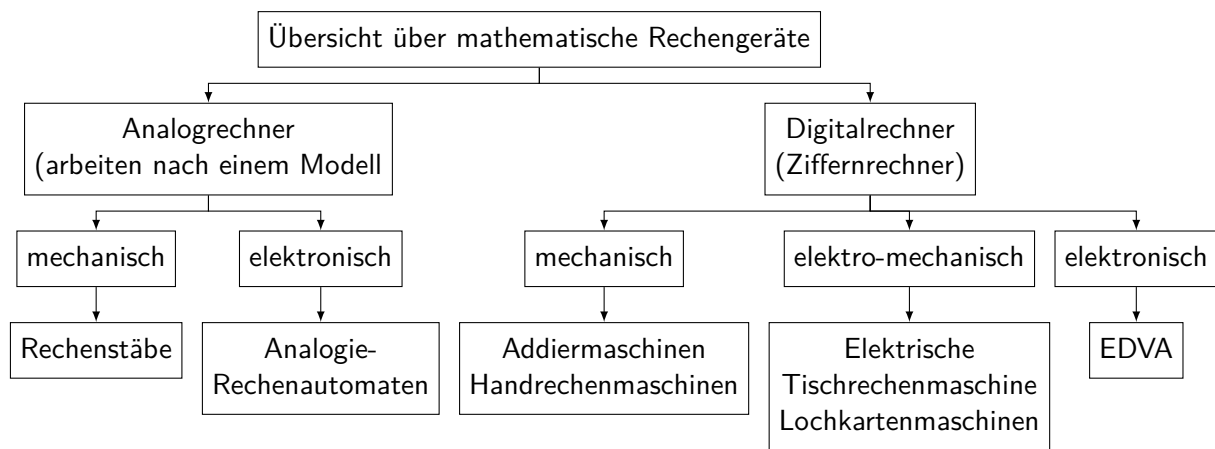 Übersicht über mathematische Rechengeräte
Analogrechner
(arbeiten nach einem Modell
Digitalrechner
(Ziffernrechner)
mechanisch
elektronisch
mechanisch
elektro-mechanisch
elektronisch
Rechenstäbe
Analogie-
Rechenautomaten
Addiermaschinen
Handrechenmaschinen
Elektrische
Tischrechenmaschine
Lochkartenmaschinen
EDVA